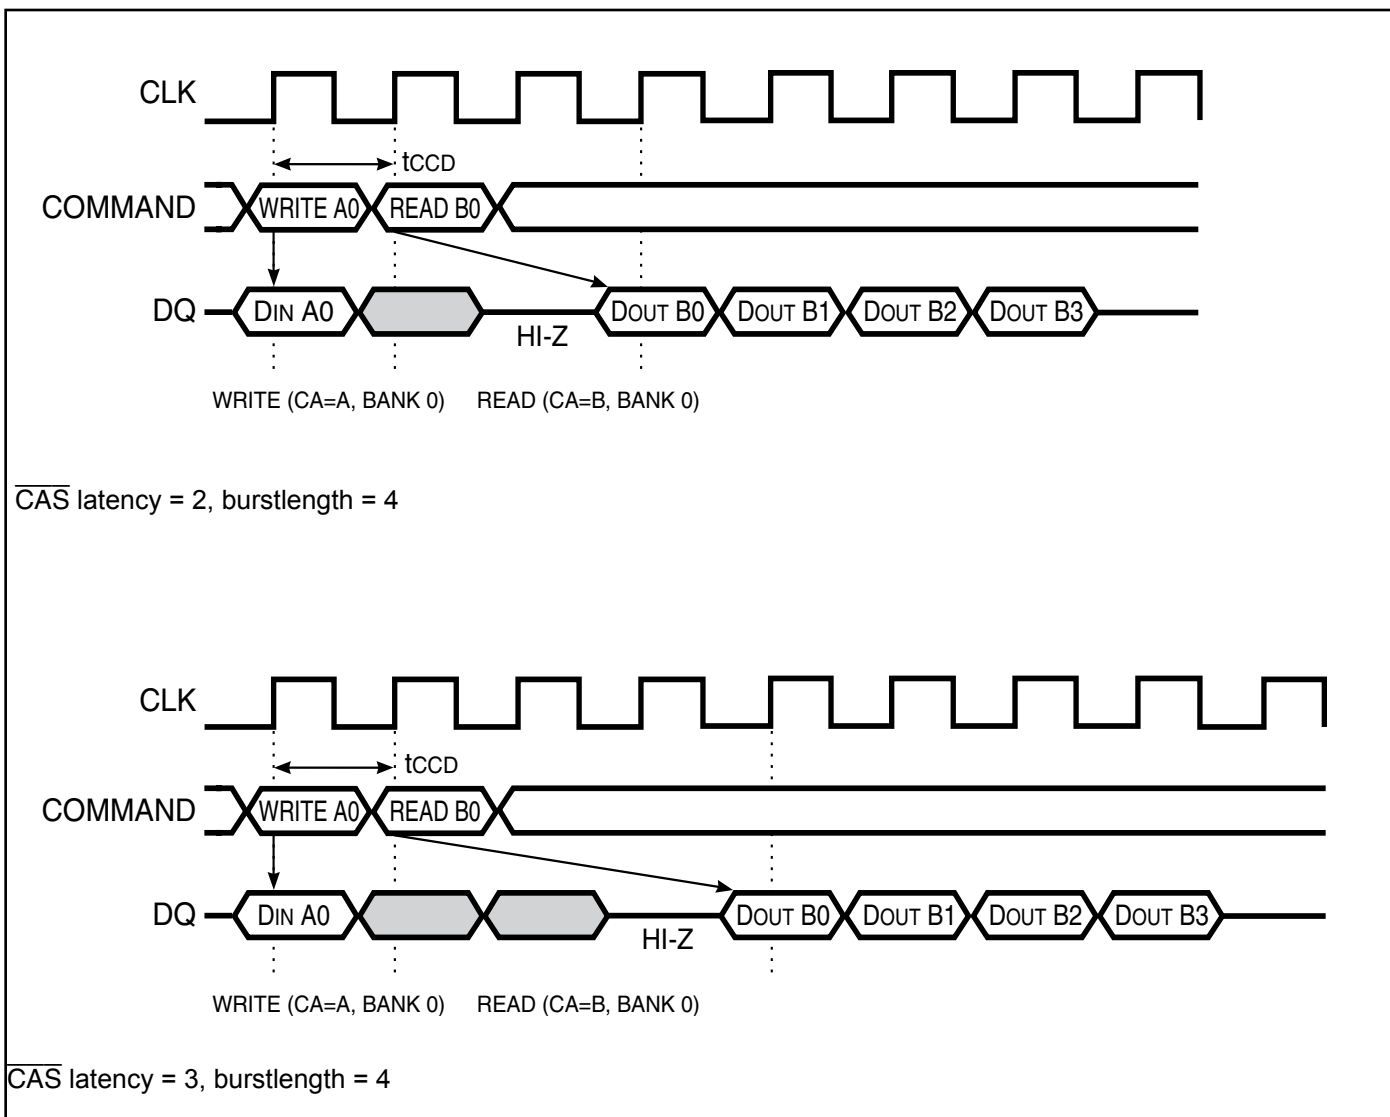 CLK
tCCD
COMMAND WRITE A0 READ B0
DQ DIN A0 DOUT B0 DOUT B1 DOUT B2 DOUT B3
HI-Z
WRITE (CA=A, BANK 0) READ (CA=B, BANK 0)
CAS latency = 2, burstlength = 4
CLK
tCCD
COMMAND WRITE A0 READ B0
DQ DIN A0 DOUT B0 DOUT B1 DOUT B2 DOUT B3
HI-Z
WRITE (CA=A, BANK 0) READ (CA=B, BANK 0)
CAS latency = 3, burstlength = 4